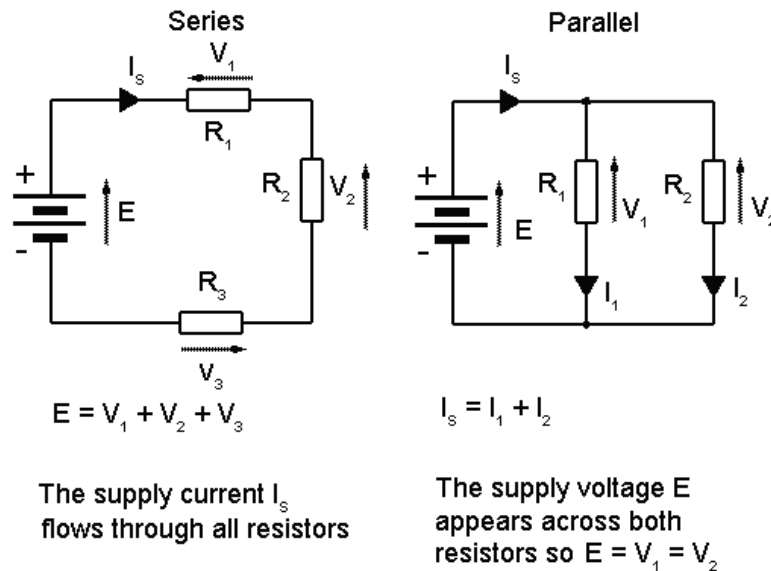 Series
V₁
Iₛ
R₁
+
E
R₂
V₂
-
R₃
V₃
E = V₁ + V₂ + V₃
The supply current Iₛ
flows through all resistors
Parallel
Iₛ
+
E
R₁
V₁
R₂
V₂
-
I₁
I₂
Iₛ = I₁ + I₂
The supply voltage E
appears across both
resistors so E = V₁ = V₂